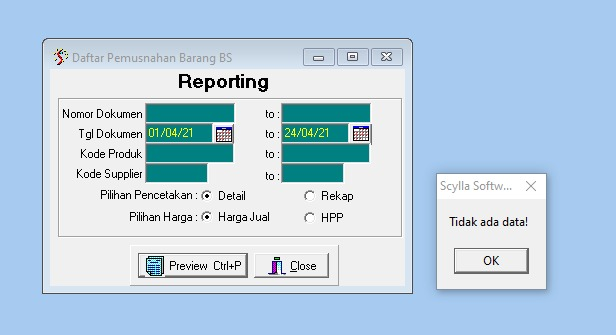 Daftar Pemusnahan Barang BS
Reporting
Nomor Dokumen to :
Tgl Dokumen 01/04/21 to : 24/04/21
Kode Produk to :
Kode Supplier to :
Pilihan Pencetakan : Detail Rekap
Pilihan Harga : Harga Jual HPP
Preview Ctrl+P Close
Scylla Softw...
Tidak ada data!
OK